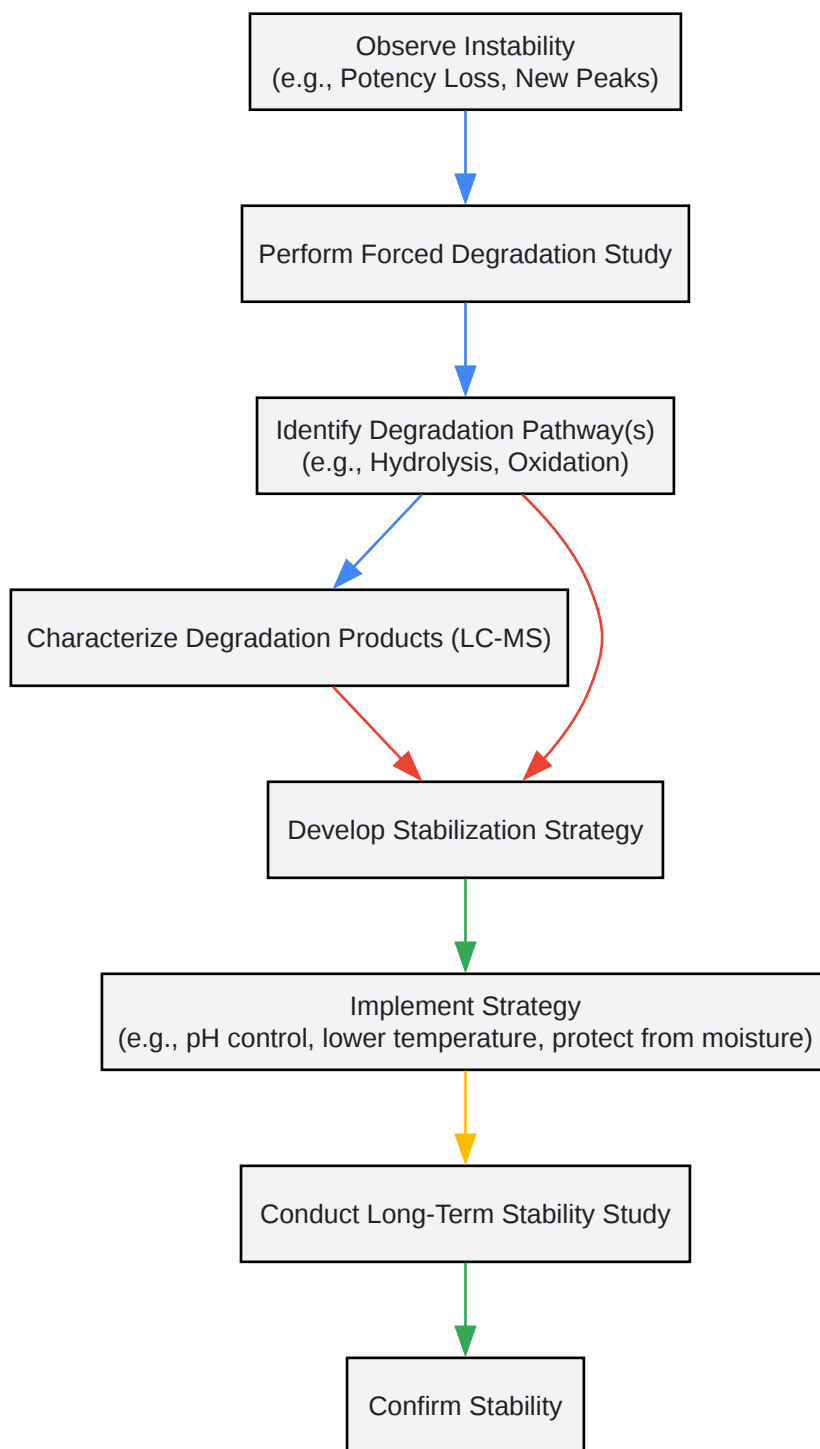 Observe Instability
(e.g., Potency Loss, New Peaks)
Perform Forced Degradation Study
Identify Degradation Pathway(s)
(e.g., Hydrolysis, Oxidation)
Characterize Degradation Products (LC-MS)
Develop Stabilization Strategy
Implement Strategy
(e.g., pH control, lower temperature, protect from moisture)
Conduct Long-Term Stability Study
Confirm Stability